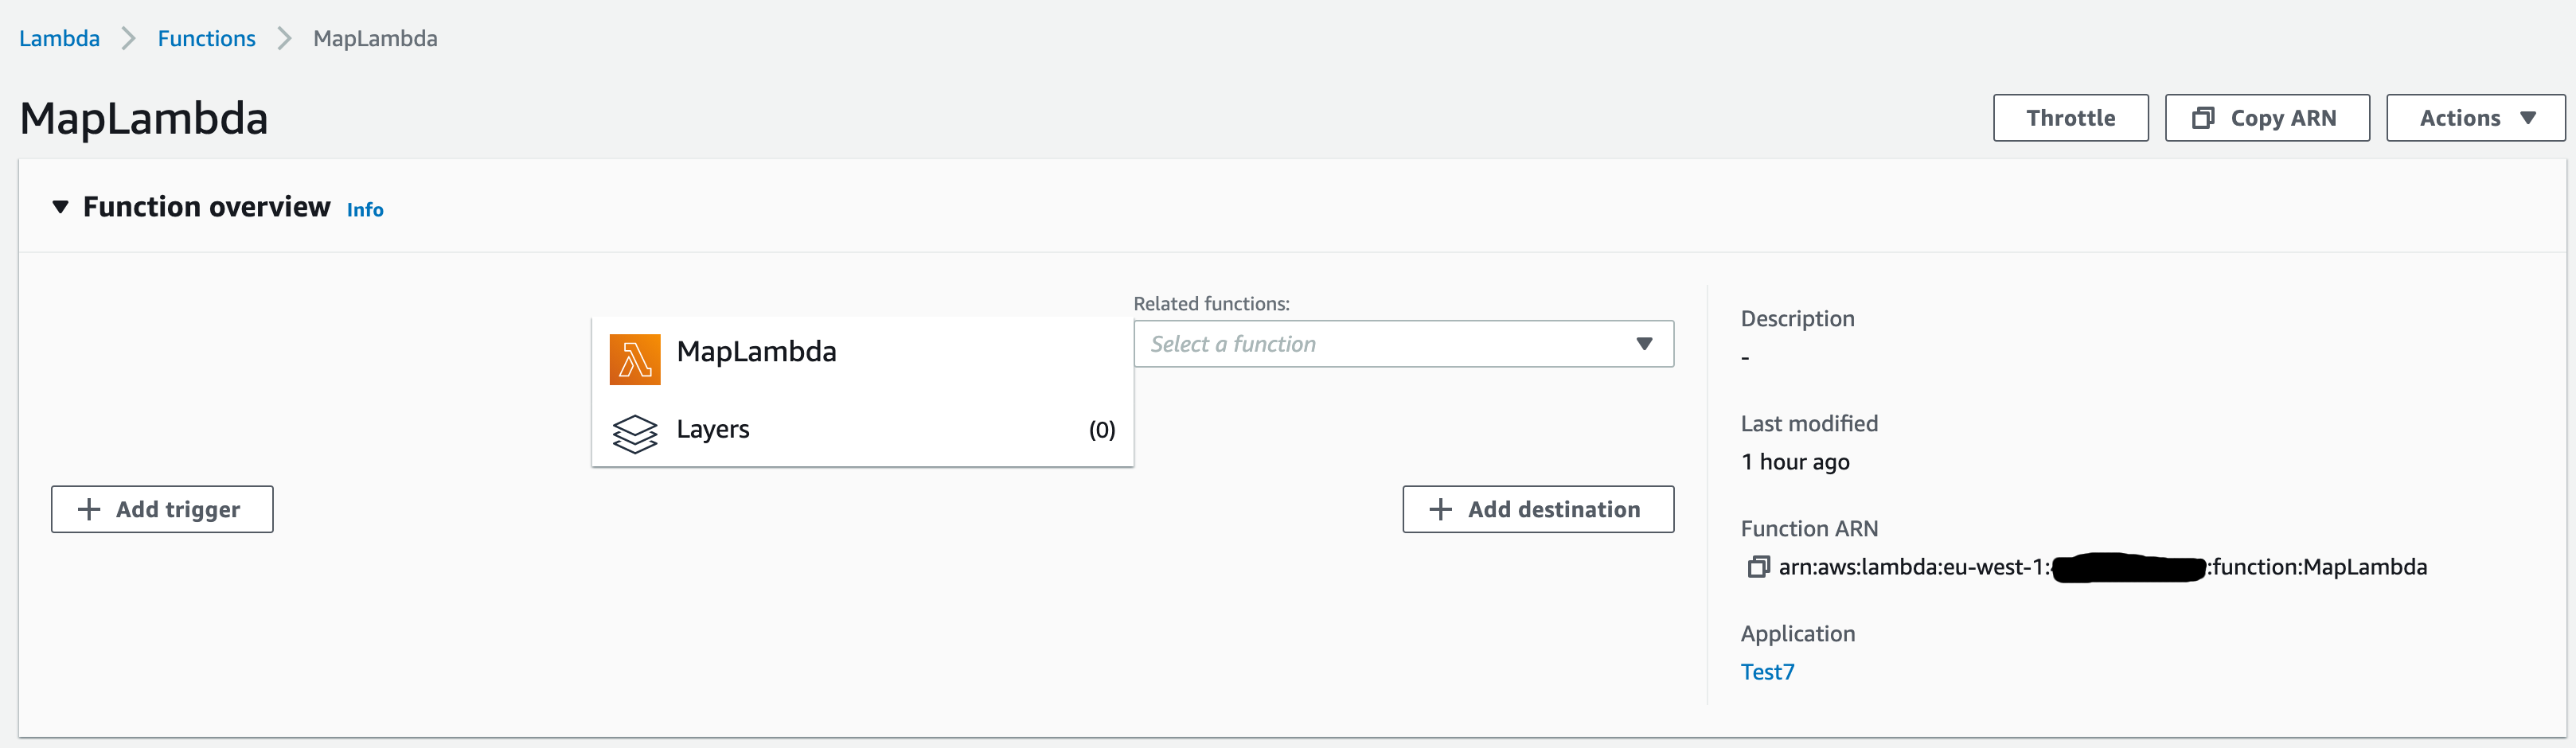 Lambda > Functions > MapLambda
MapLambda
Throttle
Copy ARN
Actions
Function overview Info
MapLambda
Layers (0)
Related functions:
Select a function
Add trigger
Add destination
Description
-
Last modified
1 hour ago
Function ARN
arn:aws:lambda:eu-west-1: :function:MapLambda
Application
Test7